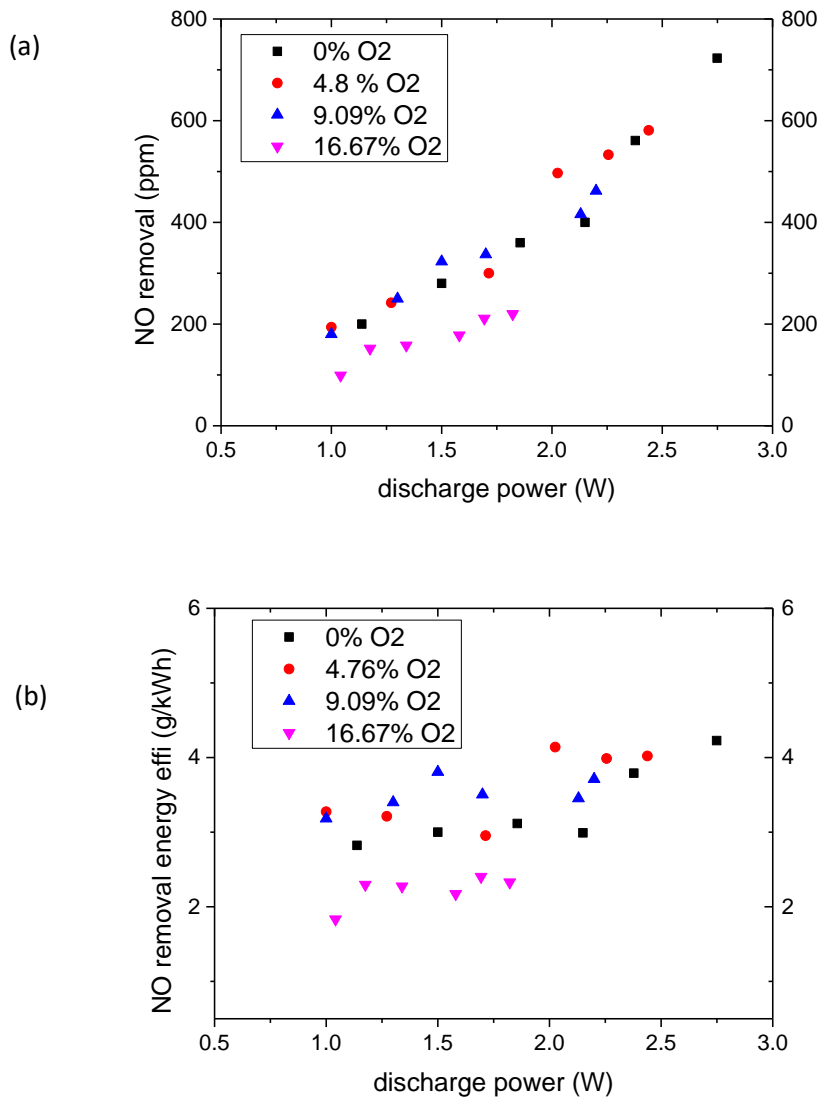 (a)
800
600
400
200
0
NO removal (ppm)
0% O2
4.8 % O2
9.09% O2
16.67% O2
800
600
400
200
0
0.5 1.0 1.5 2.0 2.5 3.0
discharge power (W)
(b)
6
4
2
NO removal energy effi (g/kWh)
0% O2
4.76% O2
9.09% O2
16.67% O2
6
4
2
0.5 1.0 1.5 2.0 2.5 3.0
discharge power (W)